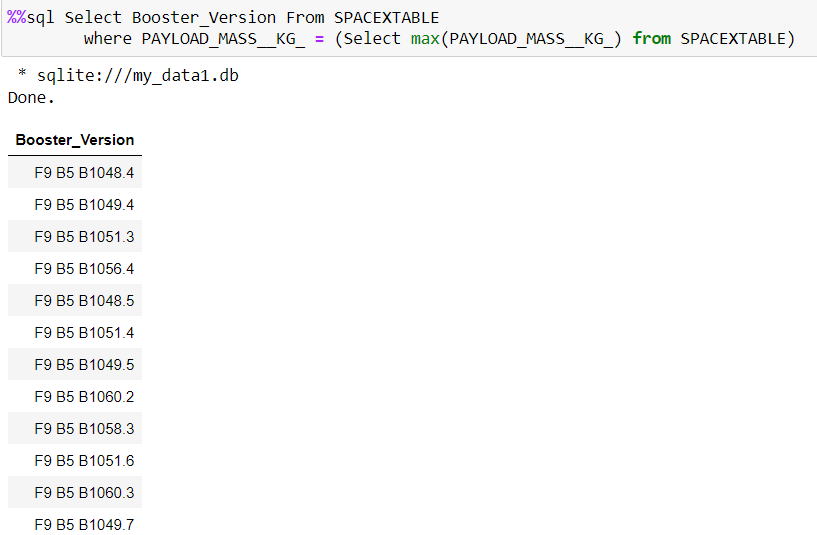 %%sql Select Booster_Version From SPACEXTABLE
where PAYLOAD_MASS__KG_ = (Select max(PAYLOAD_MASS__KG_) from SPACEXTABLE)
* sqlite:///my_data1.db
Done.
Booster_Version
F9 B5 B1048.4
F9 B5 B1049.4
F9 B5 B1051.3
F9 B5 B1056.4
F9 B5 B1048.5
F9 B5 B1051.4
F9 B5 B1049.5
F9 B5 B1060.2
F9 B5 B1058.3
F9 B5 B1051.6
F9 B5 B1060.3
F9 B5 B1049.7